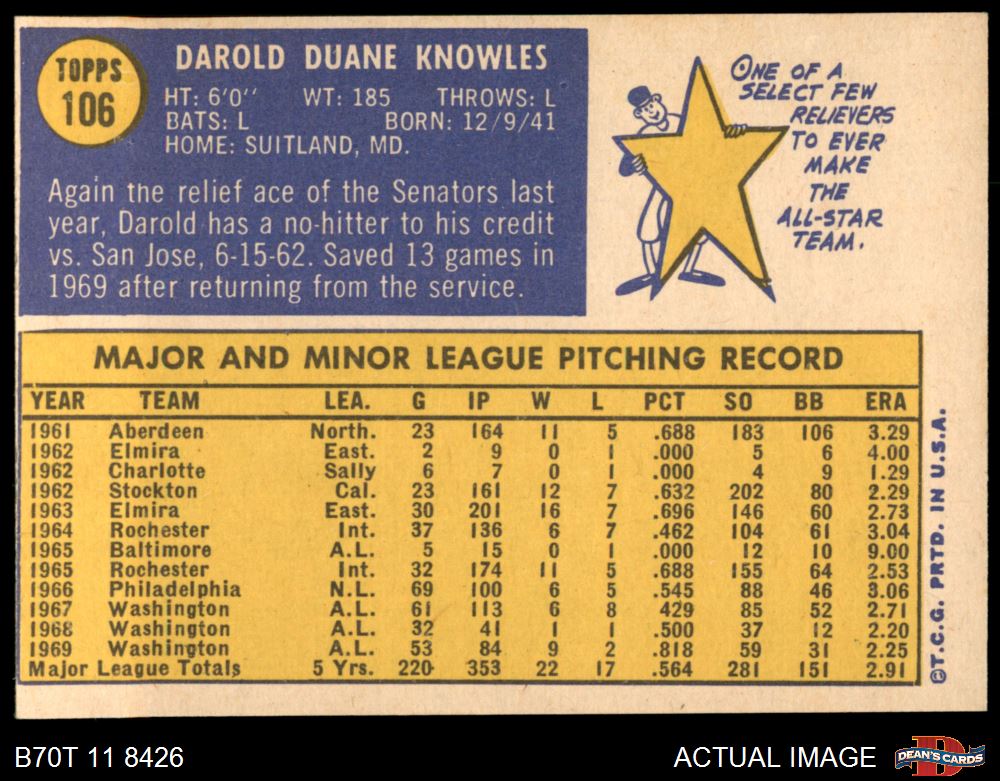 TOPPS
106
DAROLD DUANE KNOWLES
HT: 6'0'' WT: 185 THROWS: L
BATS: L BORN: 12/9/41
HOME: SUITLAND, MD.
Again the relief ace of the Senators last
year, Darold has a no-hitter to his credit
vs. San Jose, 6-15-62. Saved 13 games in
1969 after returning from the service.
ONE OF A
SELECT FEW
RELIEVERS
TO EVER
MAKE
THE
ALL-STAR
TEAM.
MAJOR AND MINOR LEAGUE PITCHING RECORD
YEAR TEAM LEA. G IP W L PCT SO BB ERA
1961 Aberdeen North. 23 164 11 5 .688 183 106 3.29
1962 Elmira East. 2 9 0 1 .000 5 6 4.00
1962 Charlotte Sally 6 7 0 1 .000 4 9 1.29
1962 Stockton Cal. 23 161 12 7 .632 202 80 2.29
1963 Elmira East. 30 201 16 7 .696 146 60 2.73
1964 Rochester Int. 37 136 6 7 .462 104 61 3.04
1965 Baltimore A.L. 5 15 0 1 .000 12 10 9.00
1965 Rochester Int. 32 174 11 5 .688 155 64 2.53
1966 Philadelphia N.L. 69 100 6 5 .545 88 46 3.06
1967 Washington A.L. 61 113 6 8 429 85 52 2.71
1968 Washington A.L. 32 41 1 1 .500 37 12 2.20
1969 Washington A.L. 53 84 9 2 .818 59 31 2.25
Major League Totals 5 Yrs. 220 353 22 17 .564 281 151 2.91
©T.C.G. PRTD. IN U.S.A.
B70T 11 8426
ACTUAL IMAGE
DEAN'S CARDS